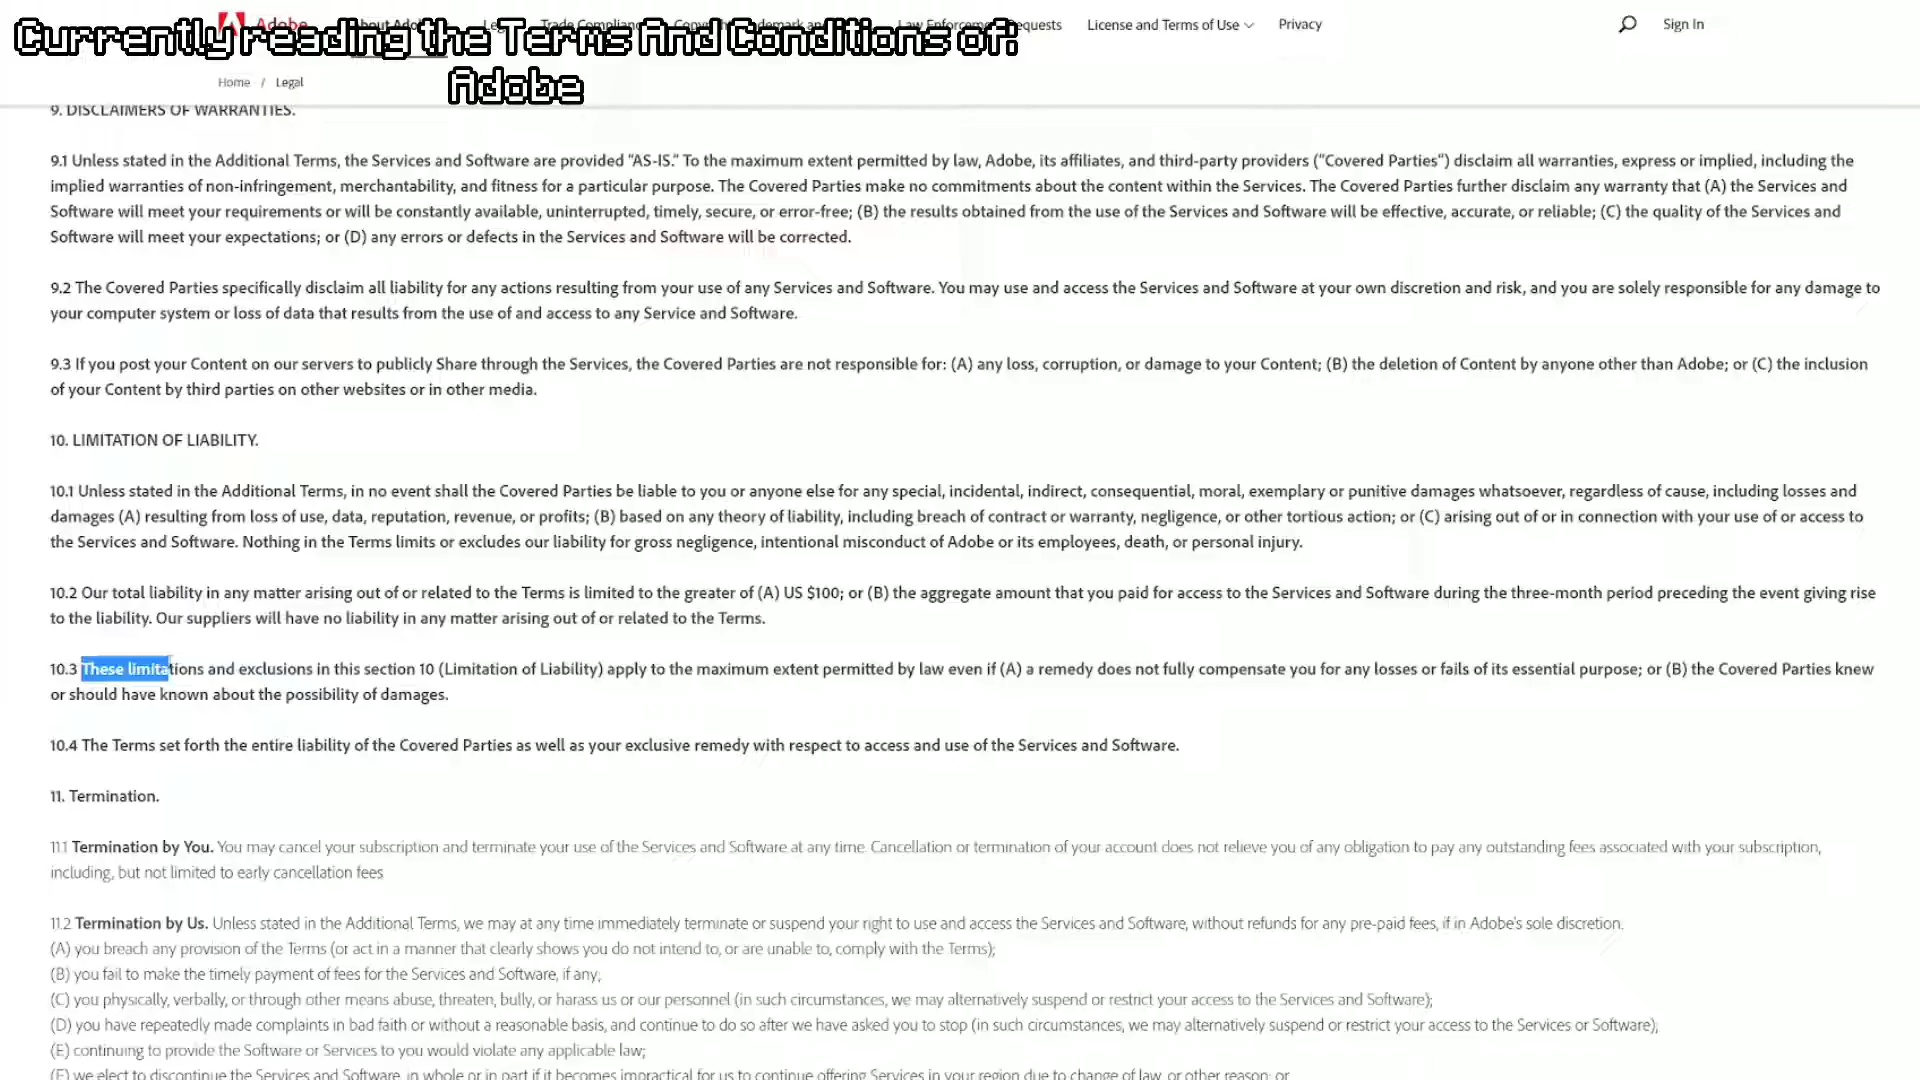 Adobe
Law Enforcement Requests
License and Terms of Use
Privacy
Sign In
Currently reading the Terms And Conditions of:
Adobe
Home / Legal
9. DISCLAIMERS OF WARRANTIES.
9.1 Unless stated in the Additional Terms, the Services and Software are provided “AS-IS.” To the maximum extent permitted by law, Adobe, its affiliates, and third-party providers (“Covered Parties”) disclaim all warranties, express or implied, including the
implied warranties of non-infringement, merchantability, and fitness for a particular purpose. The Covered Parties make no commitments about the content within the Services. The Covered Parties further disclaim any warranty that (A) the Services and
Software will meet your requirements or will be constantly available, uninterrupted, timely, secure, or error-free; (B) the results obtained from the use of the Services and Software will be effective, accurate, or reliable; (C) the quality of the Services and
Software will meet your expectations; or (D) any errors or defects in the Services and Software will be corrected.
9.2 The Covered Parties specifically disclaim all liability for any actions resulting from your use of any Services and Software. You may use and access the Services and Software at your own discretion and risk, and you are solely responsible for any damage to
your computer system or loss of data that results from the use of and access to any Service and Software.
9.3 If you post your Content on our servers to publicly Share through the Services, the Covered Parties are not responsible for: (A) any loss, corruption, or damage to your Content; (B) the deletion of Content by anyone other than Adobe; or (C) the inclusion
of your Content by third parties on other websites or in other media.
10. LIMITATION OF LIABILITY.
10.1 Unless stated in the Additional Terms, in no event shall the Covered Parties be liable to you or anyone else for any special, incidental, indirect, consequential, moral, exemplary or punitive damages whatsoever, regardless of cause, including losses and
damages (A) resulting from loss of use, data, reputation, revenue, or profits; (B) based on any theory of liability, including breach of contract or warranty, negligence, or other tortious action; or (C) arising out of or in connection with your use of or access to
the Services and Software. Nothing in the Terms limits or excludes our liability for gross negligence, intentional misconduct of Adobe or its employees, death, or personal injury.
10.2 Our total liability in any matter arising out of or related to the Terms is limited to the greater of (A) US $100; or (B) the aggregate amount that you paid for access to the Services and Software during the three-month period preceding the event giving rise
to the liability. Our suppliers will have no liability in any matter arising out of or related to the Terms.
10.3 These limitations and exclusions in this section 10 (Limitation of Liability) apply to the maximum extent permitted by law even if (A) a remedy does not fully compensate you for any losses or fails of its essential purpose; or (B) the Covered Parties knew
or should have known about the possibility of damages.
10.4 The Terms set forth the entire liability of the Covered Parties as well as your exclusive remedy with respect to access and use of the Services and Software.
11. Termination.
11.1 Termination by You. You may cancel your subscription and terminate your use of the Services and Software at any time. Cancellation or termination of your account does not relieve you of any obligation to pay any outstanding fees associated with your subscription,
including, but not limited to early cancellation fees
11.2 Termination by Us. Unless stated in the Additional Terms, we may at any time immediately terminate or suspend your right to use and access the Services and Software, without refunds for any pre-paid fees, if in Adobe's sole discretion.
(A) you breach any provision of the Terms (or act in a manner that clearly shows you do not intend to, or are unable to, comply with the Terms);
(B) you fail to make the timely payment of fees for the Services and Software, if any;
(C) you physically, verbally, or through other means abuse, threaten, bully, or harass us or our personnel (in such circumstances, we may alternatively suspend or restrict your access to the Services and Software);
(D) you have repeatedly made complaints in bad faith or without a reasonable basis, and continue to do so after we have asked you to stop (in such circumstances, we may alternatively suspend or restrict your access to the Services or Software);
(E) continuing to provide the Software or Services to you would violate any applicable law;
(F) we elect to discontinue the Services and Software, in whole or in part if it becomes impractical for us to continue offering Services in your region due to change of law, or other reason; or